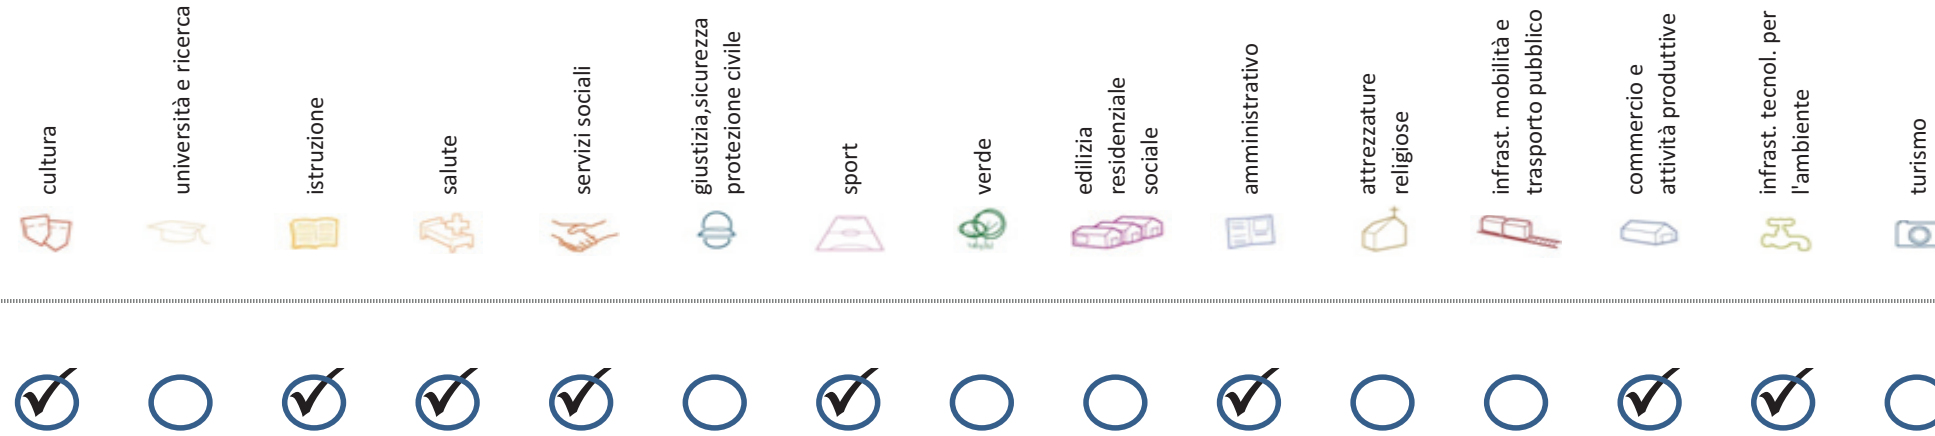 cultura
università e ricerca
istruzione
salute
servizi sociali
giustizia,sicurezza
protezione civile
sport
verde
edilizia
residenziale
sociale
amministrativo
attrezzature
religiose
infrast. mobilità e
trasporto pubblico
commercio e
attività produttive
infrast. tecnol. per
l'ambiente
turismo